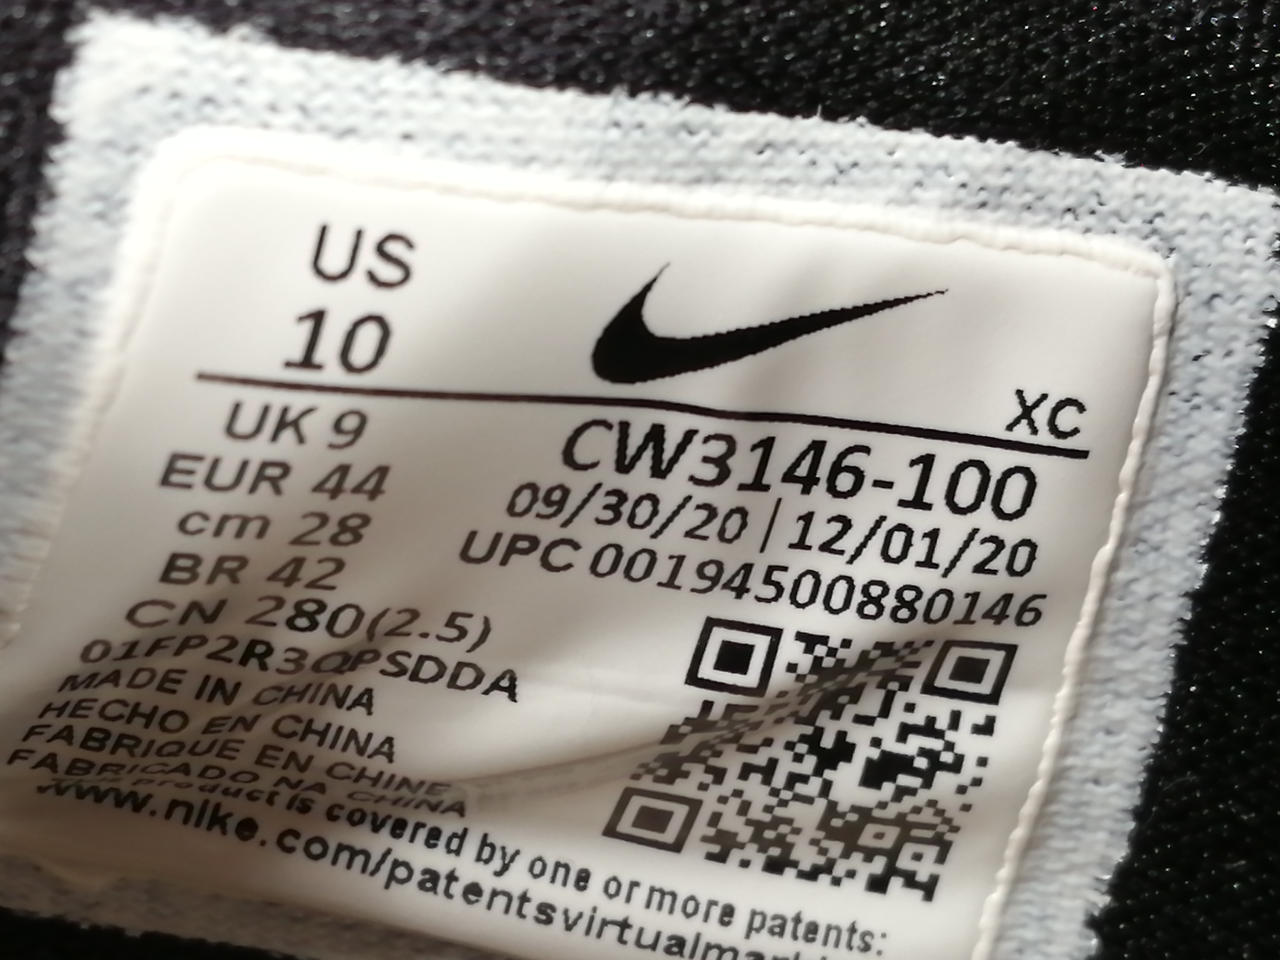 US
10
XC
UK 9
EUR 44
cm 28
BR 42
CN 280(2.5)
01FP2R3QPSDDA
MADE IN CHINA
HECHO EN CHINA
FABRIQUE EN CHINE
FABRICADO NA CHINA
CW3146-100
09/30/20 | 12/01/20
UPC 00194500880146
product is covered by one or more patents:
www.nike.com/patentsvirtualmar